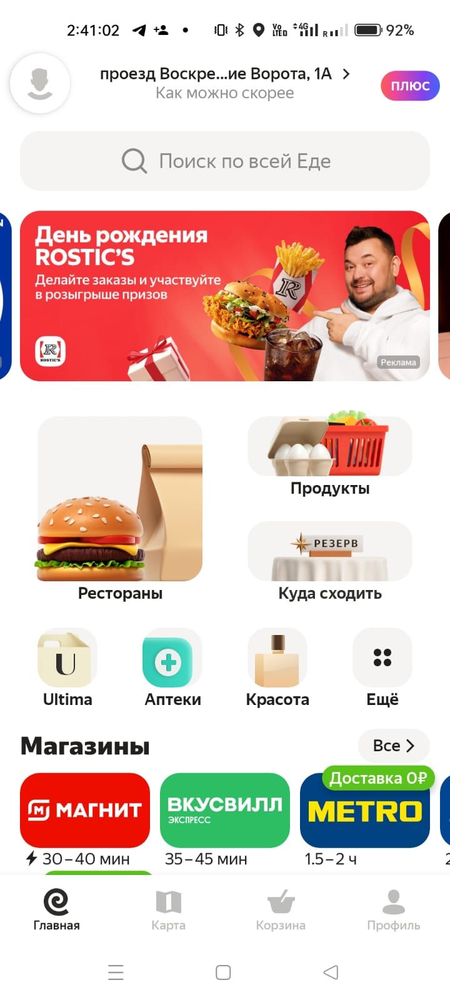 2:41:02
Vo
LTED
4G
R
92%
проезд Воскре...ие Ворота, 1А
Как можно скорее
ПЛЮС
Поиск по всей Еде
N
День рождения
ROSTIC'S
Делайте заказы и участвуйте
в розыгрыше призов
R
R
ROSTIC'S
Реклама
Продукты
РЕЗЕРВ
Рестораны
Куда сходить
U
Ultima
Аптеки
Красота
Ещё
Магазины
Все
Доставка 0₽
М МАГНИТ
ВКУСВИЛЛ
ЭКСПРЕСС
METRO
30–40 мин
35–45 мин
1.5–2 ч
Главная
Карта
Корзина
Профиль